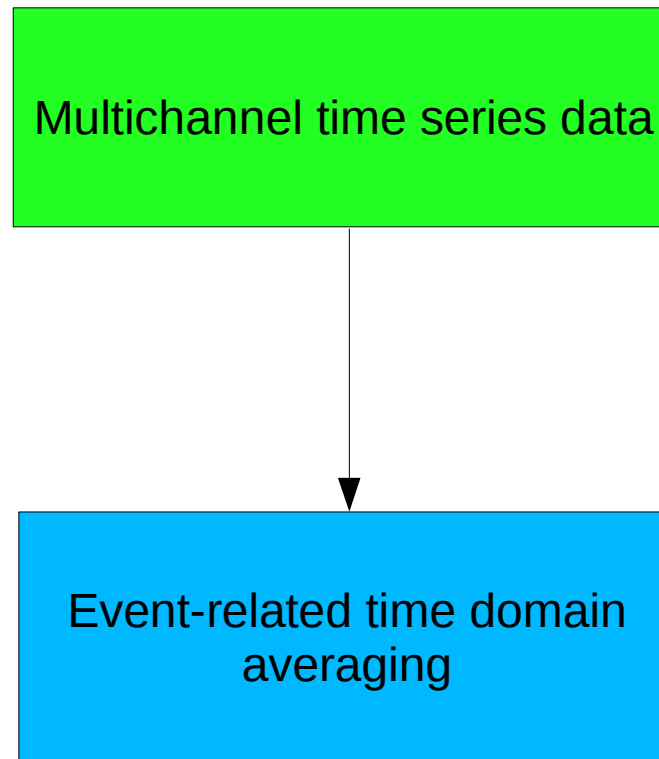 Multichannel time series data
Event-related time domain
averaging